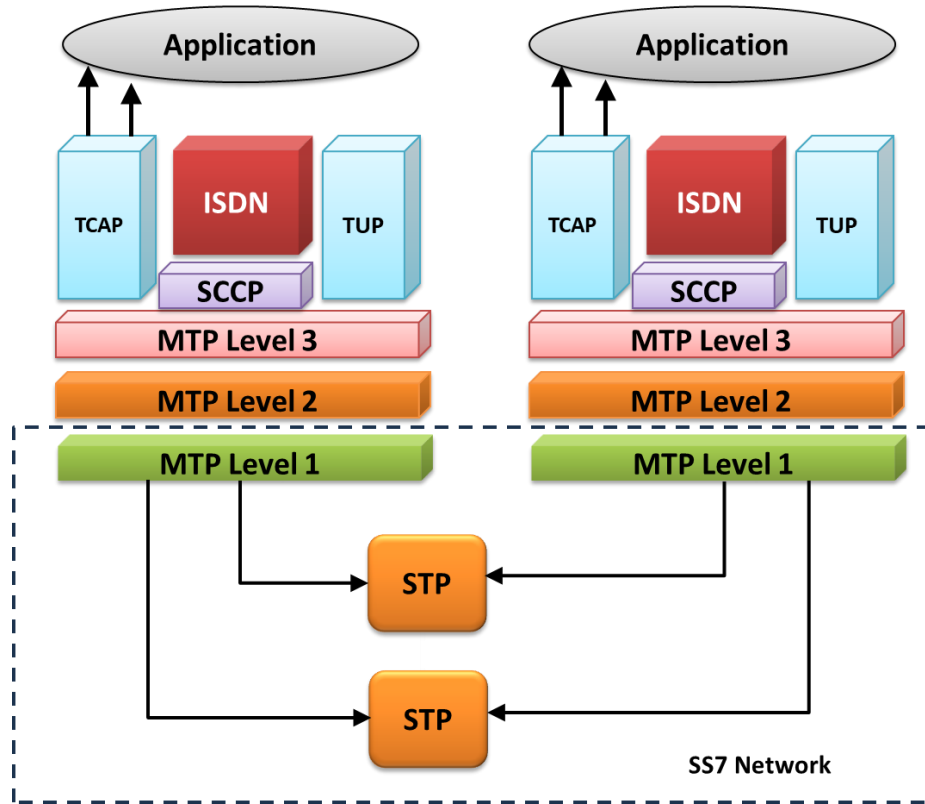 Application
Application
TCAP
ISDN
TUP
TCAP
ISDN
TUP
SCCP
SCCP
MTP Level 3
MTP Level 3
MTP Level 2
MTP Level 2
MTP Level 1
MTP Level 1
STP
STP
SS7 Network